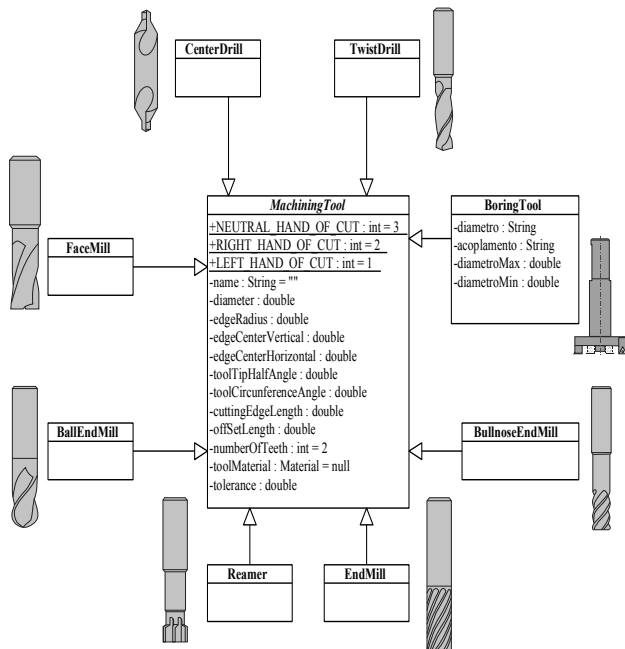 CenterDrill
TwistDrill
MachiningTool
+NEUTRAL_HAND_OF_CUT : int = 3
+RIGHT_HAND_OF_CUT : int = 2
+LEFT_HAND_OF_CUT : int = 1
-name : String = ""
-diameter : double
-edgeRadius : double
-edgeCenterVertical : double
-edgeCenterHorizontal : double
-toolTipHalfAngle : double
-toolCircunferenceAngle : double
-cuttingEdgeLength : double
-offSetLength : double
-numberOfTeeth : int = 2
-toolMaterial : Material = null
-tolerance : double
BoringTool
-diametro : String
-acoplamento : String
-diametroMax : double
-diametroMin : double
FaceMill
BallEndMill
BullnoseEndMill
Reamer
EndMill